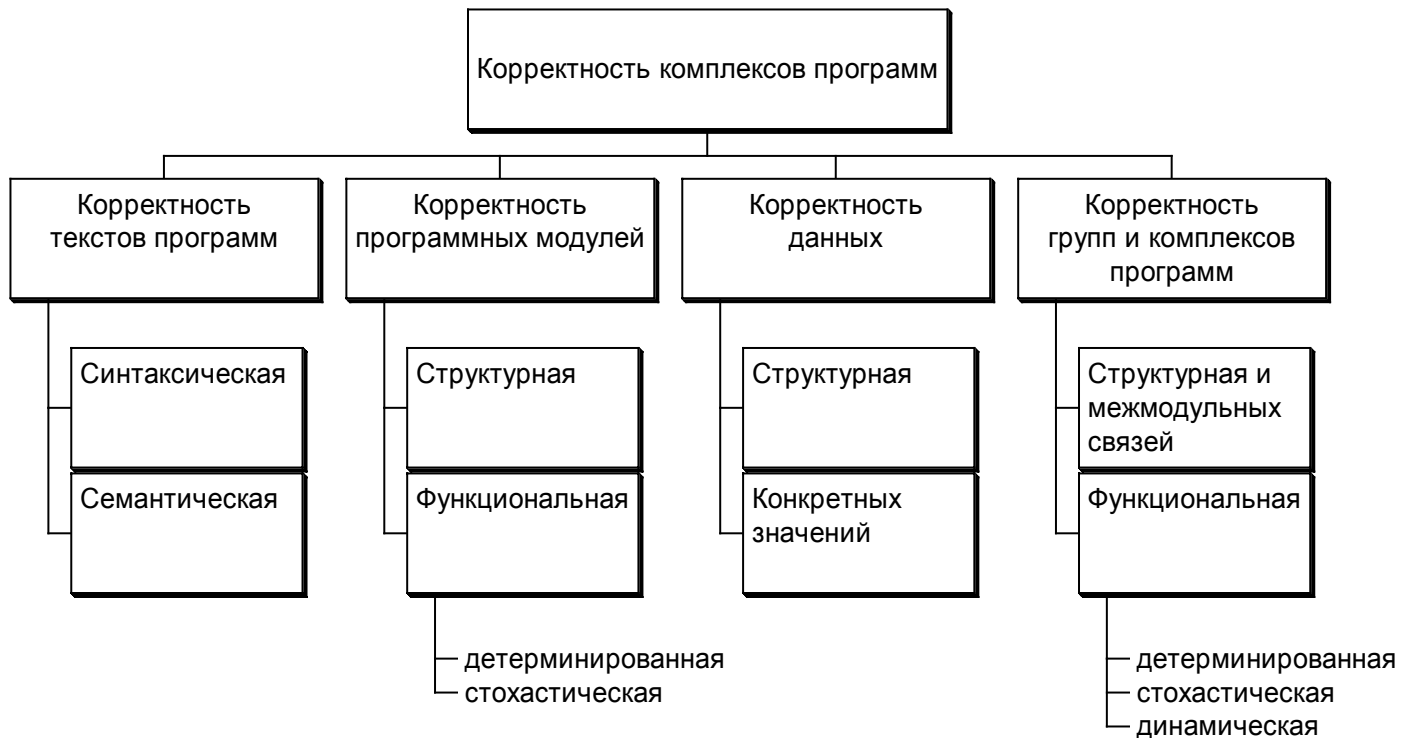 Корректность комплексов программ
Корректность
текстов программ
Корректность
программных модулей
Корректность
данных
Корректность
групп и комплексов
программ
Синтаксическая
Семантическая
Структурная
Функциональная
детерминированная
стохастическая
Структурная
Конкретных
значений
Структурная и
межмодульных
связей
Функциональная
детерминированная
стохастическая
динамическая